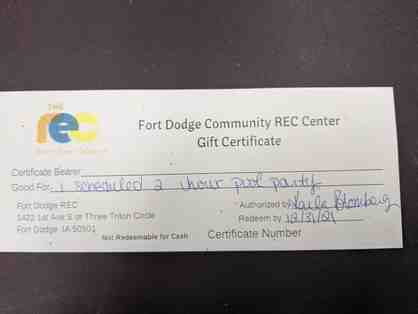 THE
rec
Fort Dodge Community REC Center
Gift Certificate
Certificate Bearer
Good For 1 scheduled 2 hour pool party
Fort Dodge REC
1422 1st Ave S or Three Triton Circle
Fort Dodge, IA 50501
Not Redeemable for Cash
Authorized by Kayla Blomberg
Redeem by 12/31/21
Certificate Number